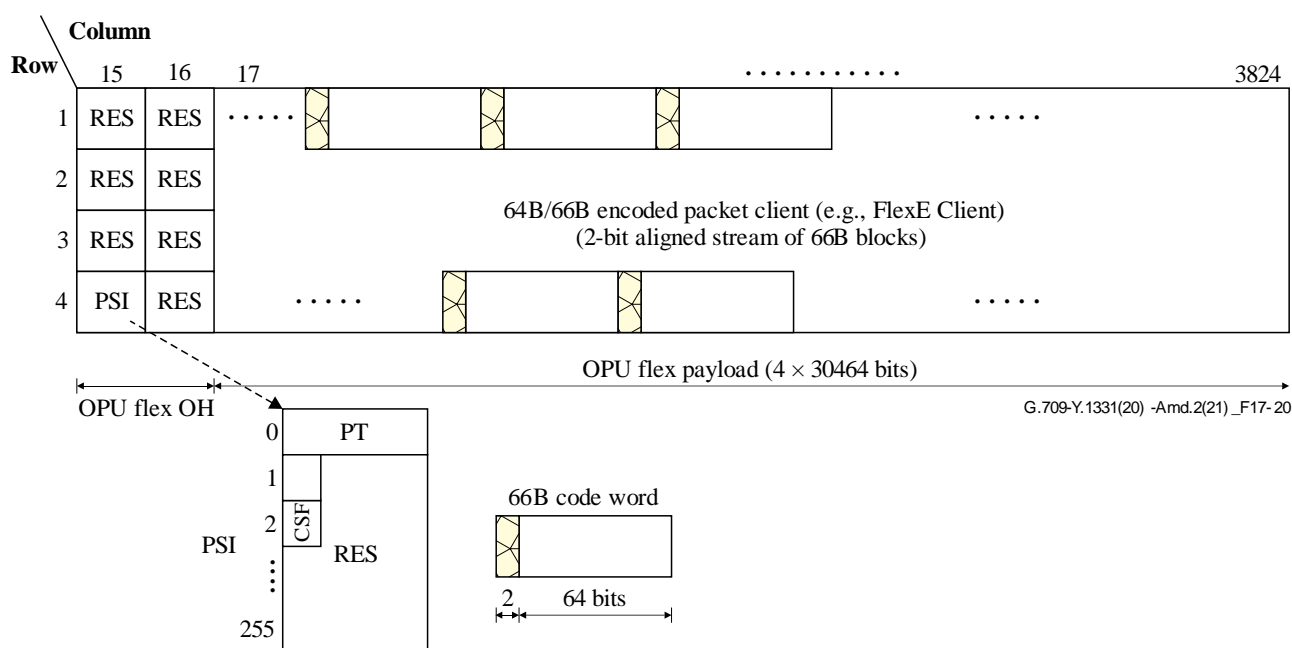 Column
Row
15 16 17 ........... 3824
1 RES RES ..... .....
2 RES RES
3 RES RES
4 PSI RES ..... .....
64B/66B encoded packet client (e.g., FlexE Client)
(2-bit aligned stream of 66B blocks)
OPU flex payload (4 × 30464 bits)
OPU flex OH
G.709-Y.1331(20) -Amd.2(21) _F17-20
0 PT
1
2 CSF
PSI
RES
255
66B code word
2 64 bits